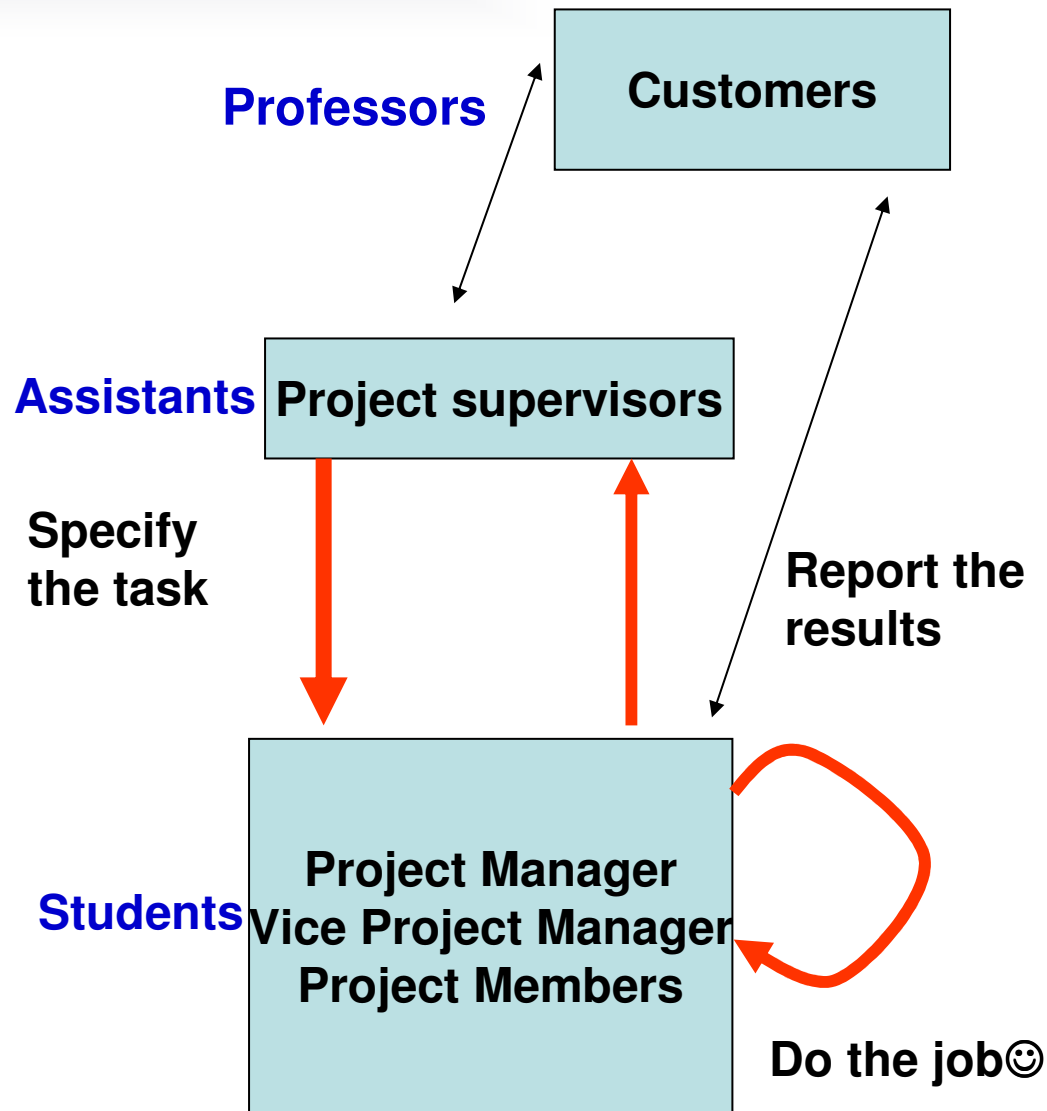 Professors
Customers
Assistants
Project supervisors
Specify
the task
Report the
results
Students
Project Manager
Vice Project Manager
Project Members
Do the job☺